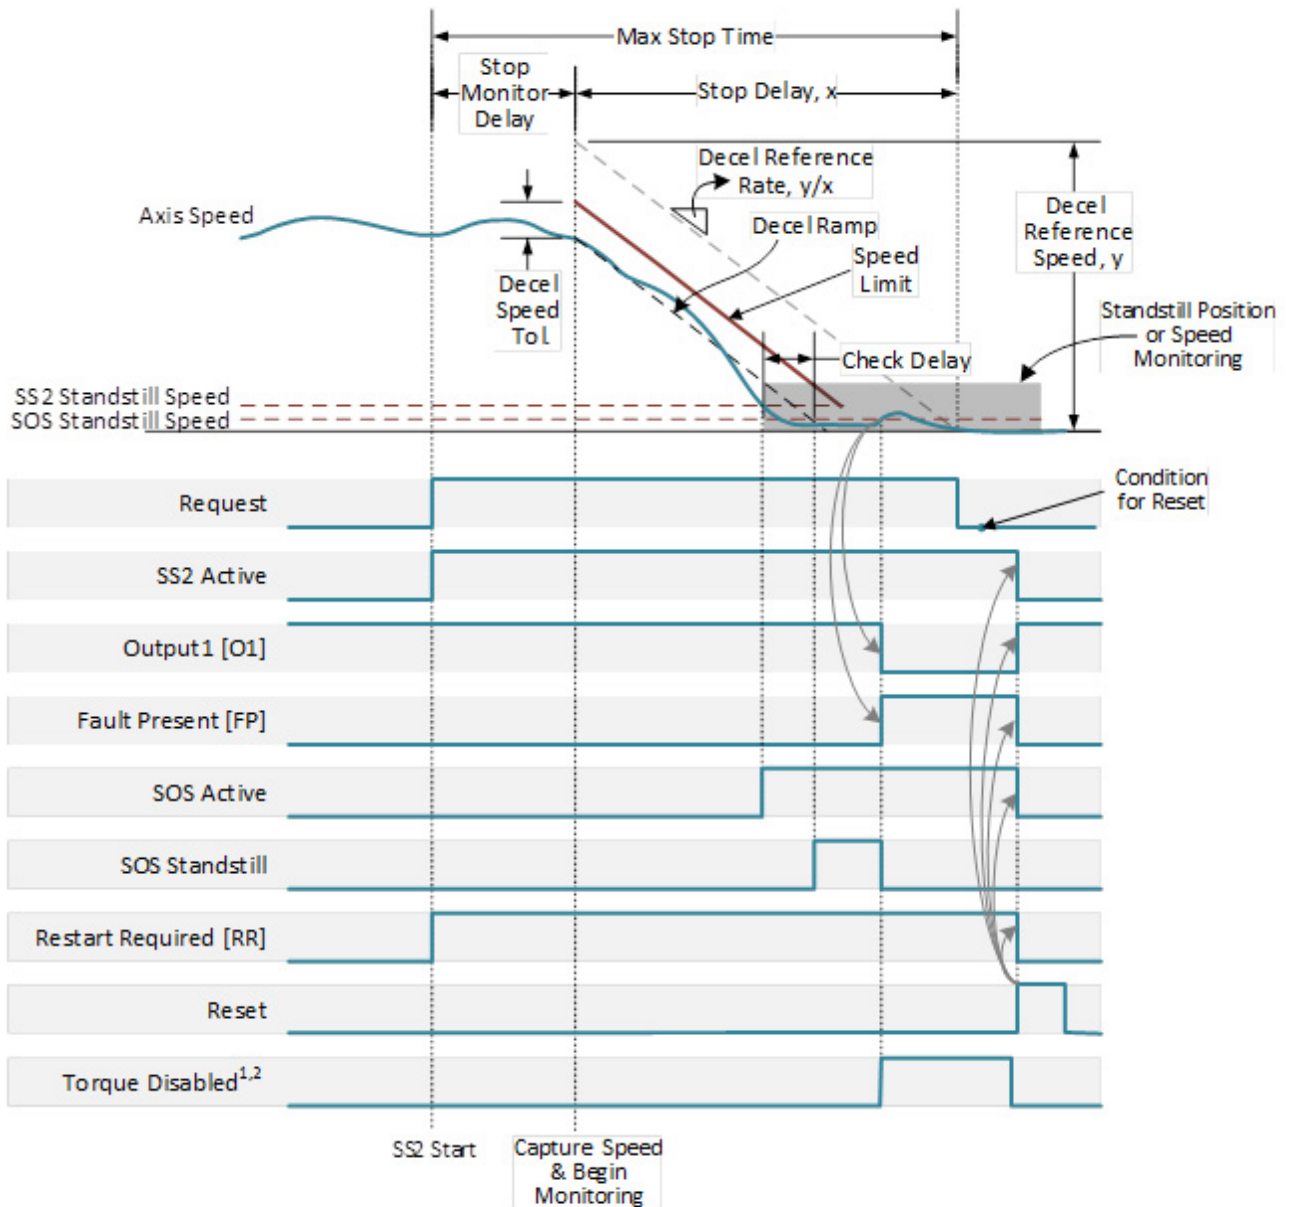 Max Stop Time
Stop
Monitor
Delay
Stop Delay, x
Decel Reference
Rate, y/x
Axis Speed
Decel Ramp
Decel
Reference
Speed, y
Speed
Limit
Decel
Speed
Tol.
Standstill Position
or Speed
Monitoring
Check Delay
SS2 Standstill Speed
SOS Standstill Speed
Condition
for Reset
Request
SS2 Active
Output 1 [O1]
Fault Present [FP]
SOS Active
SOS Standstill
Restart Required [RR]
Reset
Torque Disabled1,2
SS2 Start
Capture Speed
& Begin
Monitoring